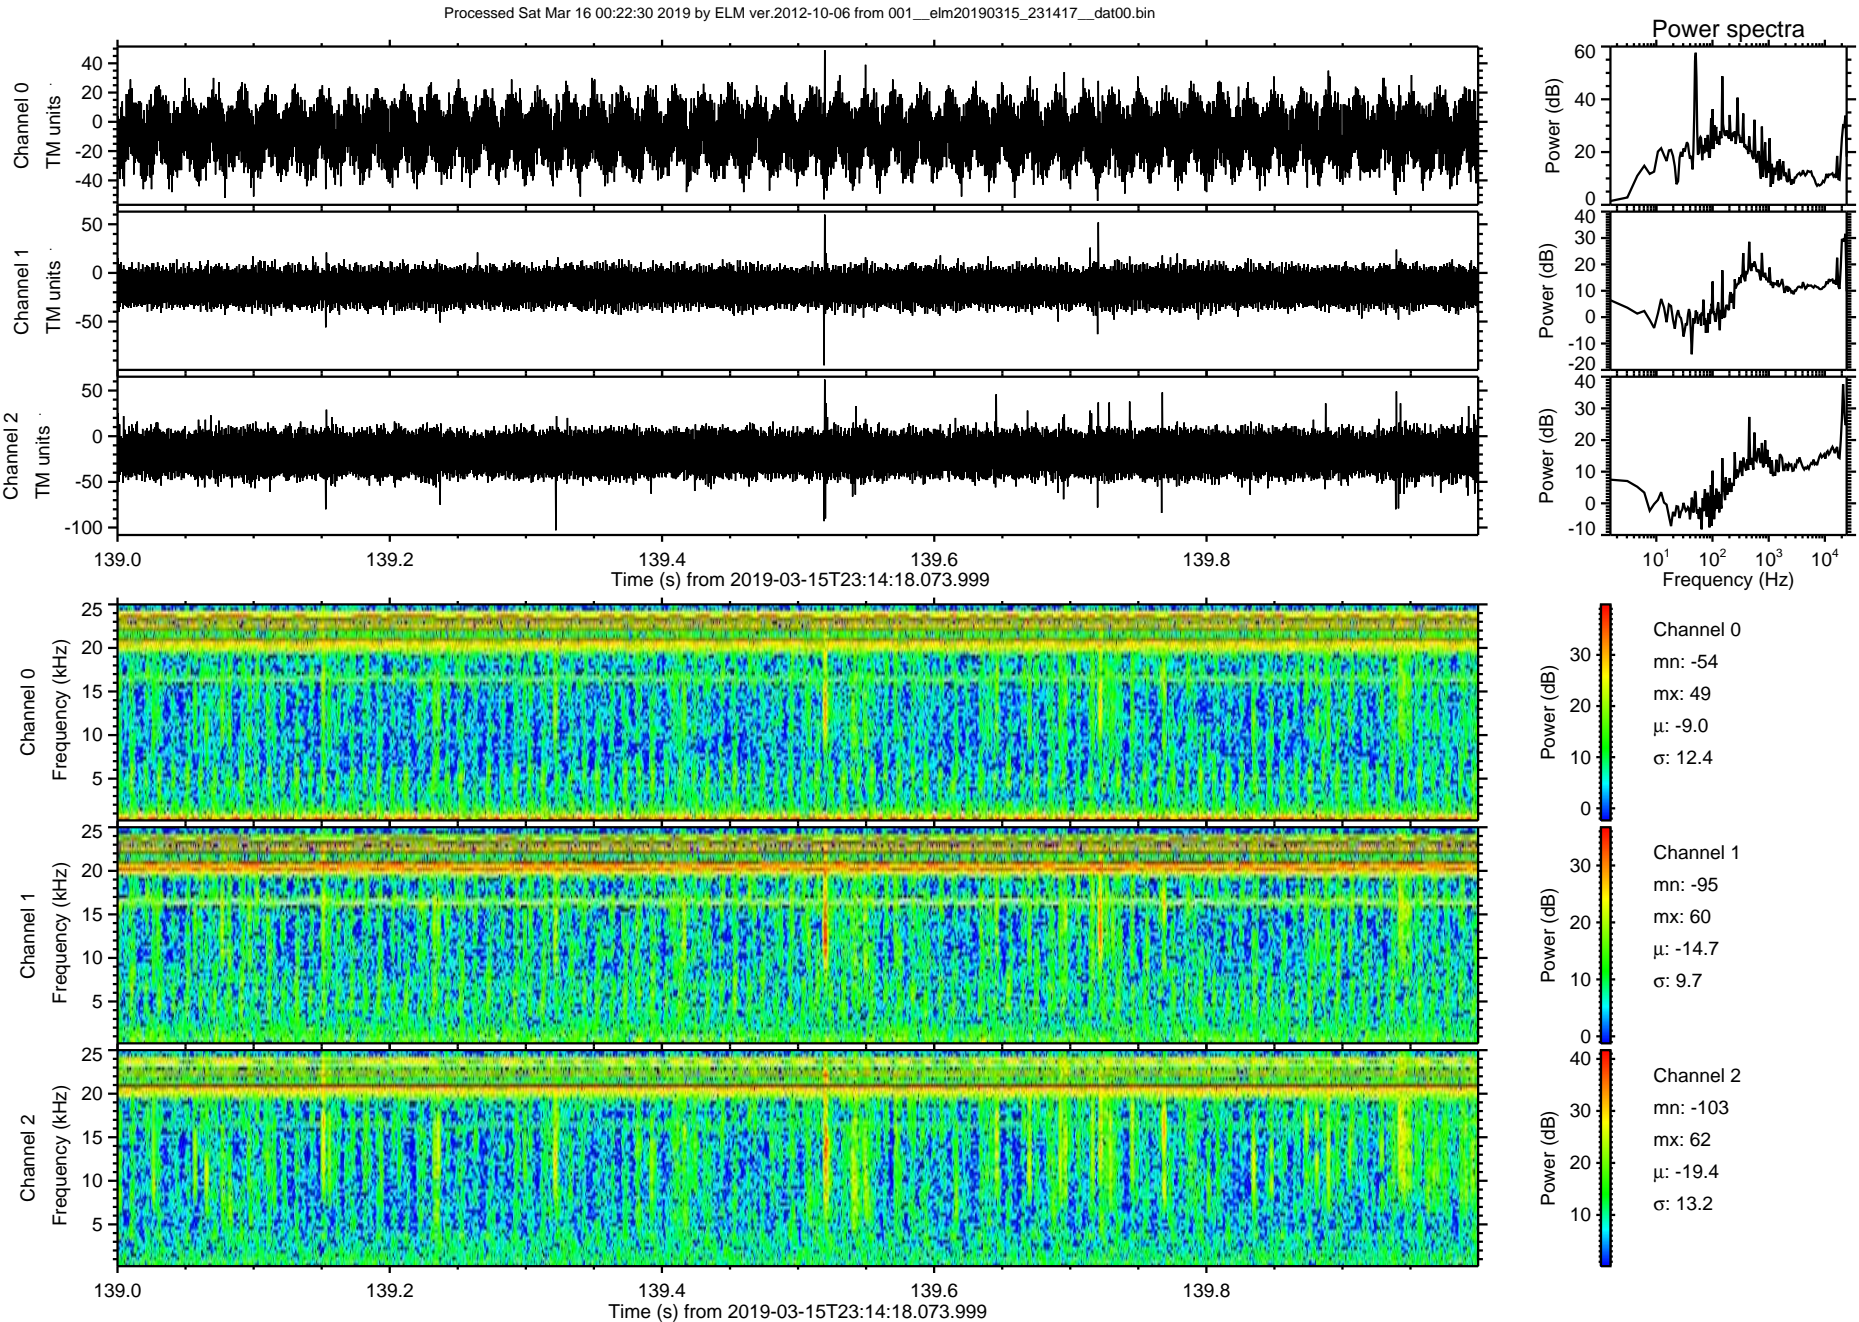 Processed Sat Mar 16 00:22:30 2019 by ELM ver.2012-10-06 from 001__elm20190315_231417__dat00.bin
Power spectra
Channel 0
TM units
40
20
0
-20
-40
Power (dB)
60
40
20
0
Channel 1
TM units
50
0
-50
Power (dB)
40
30
20
10
0
-10
-20
Channel 2
TM units
50
0
-50
-100
Power (dB)
40
30
20
10
0
-10
139.0 139.2 139.4 139.6 139.8
Time (s) from 2019-03-15T23:14:18.073.999
10¹ 10² 10³ 10⁴
Frequency (Hz)
Channel 0
Frequency (kHz)
25
20
15
10
5
Power (dB)
30
20
10
0
Channel 0
mn: -54
mx: 49
μ: -9.0
σ: 12.4
Channel 1
Frequency (kHz)
25
20
15
10
5
Power (dB)
30
20
10
0
Channel 1
mn: -95
mx: 60
μ: -14.7
σ: 9.7
Channel 2
Frequency (kHz)
25
20
15
10
5
Power (dB)
40
30
20
10
Channel 2
mn: -103
mx: 62
μ: -19.4
σ: 13.2
139.0 139.2 139.4 139.6 139.8
Time (s) from 2019-03-15T23:14:18.073.999